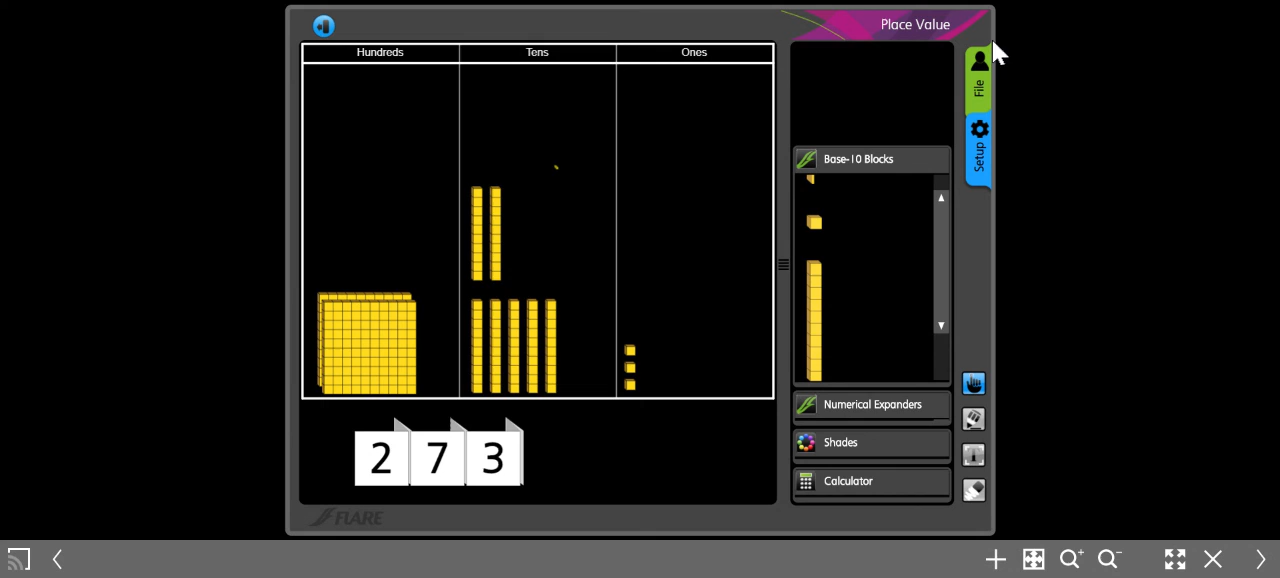 Place Value
Hundreds Tens Ones
File
Setup
Base-10 Blocks
Numerical Expanders
Shades
Calculator
2 7 3
FLARE